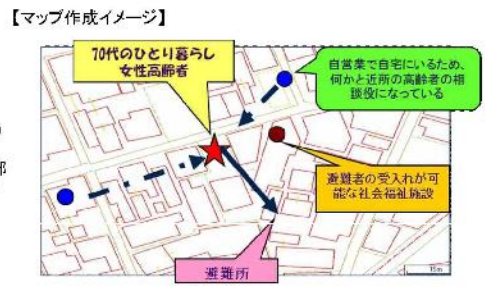 【マップ作成イメージ】
70代のひとり暮らし
女性高齢者
自営業で自宅にいるため、
何かと近所の高齢者の相
談役になっている
部
避難者の受入れが可
能な社会福祉施設
避難所
15m